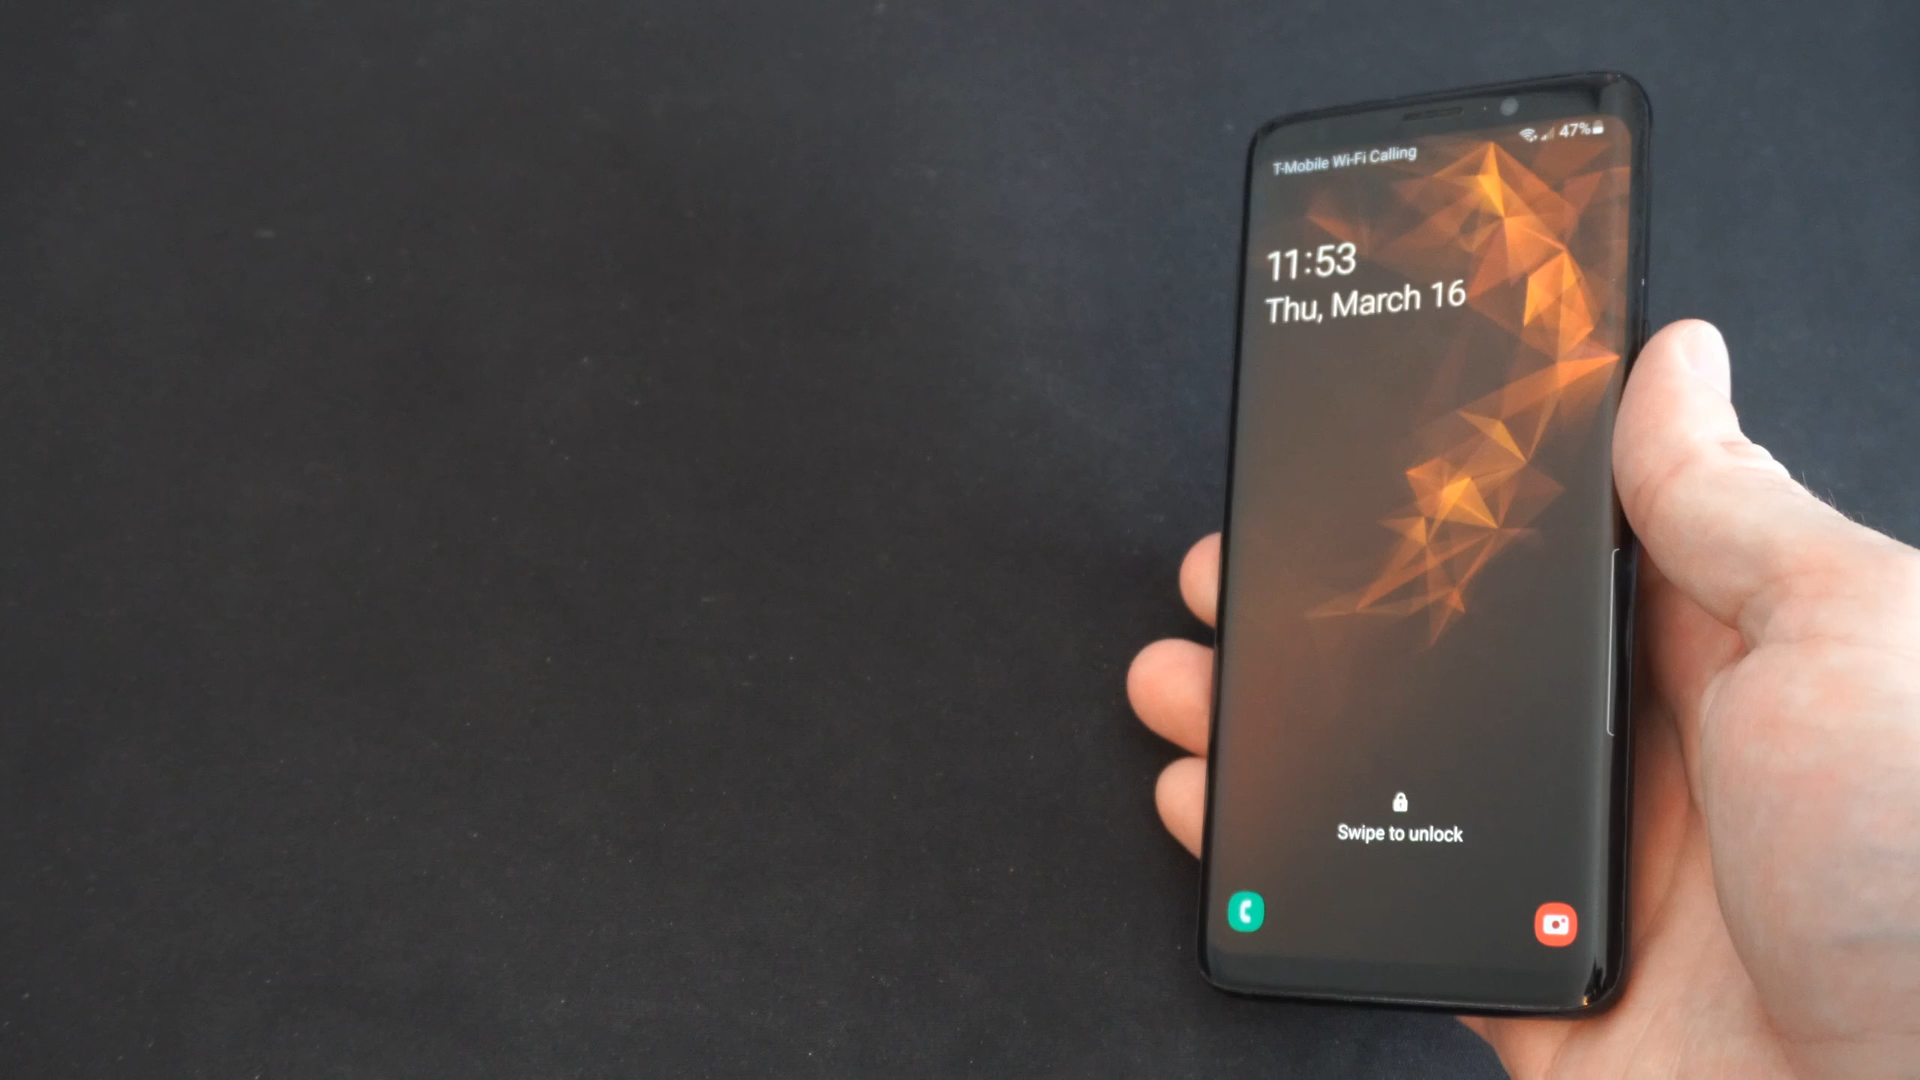 47%
T-Mobile Wi-Fi Calling
11:53
Thu, March 16
Swipe to unlock